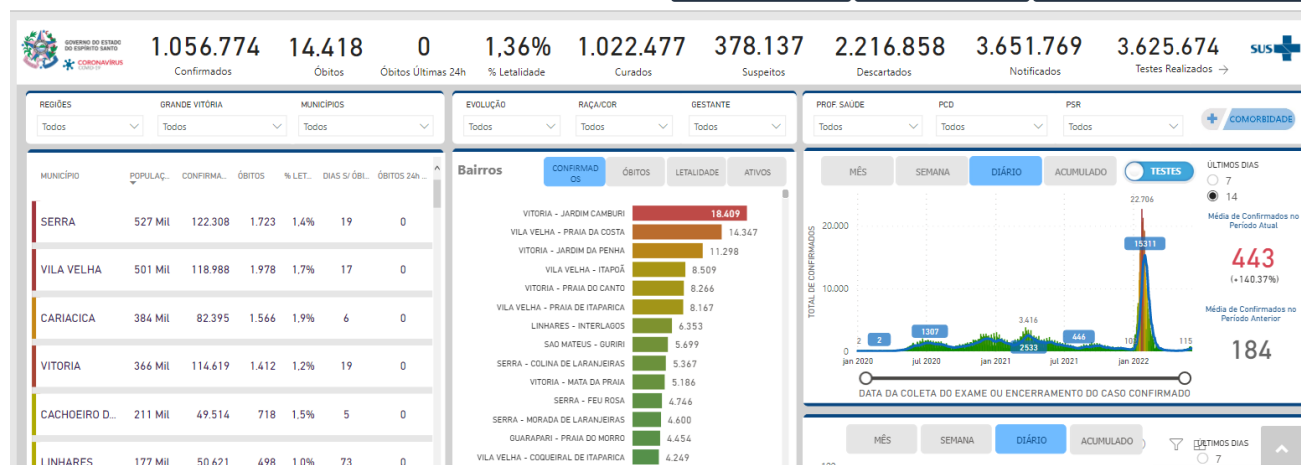 GOVERNO DO ESTADO
DO ESPÍRITO SANTO
CORONAVÍRUS
1.056.774
Confirmados
14.418
Óbitos
0
Óbitos Últimas 24h
1,36%
% Letalidade
1.022.477
Curados
378.137
Suspeitos
2.216.858
Descartados
3.651.769
Notificados
3.625.674
Testes Realizados
SUS
REGIÕES GRANDE VITÓRIA MUNICÍPIOS
Todos Todos Todos
EVOLUÇÃO RAÇA/COR GESTANTE
Todos Todos Todos
PROF. SAÚDE PCD PSR
Todos Todos Todos
+ COMORBIDADE
MUNICÍPIO POPULAÇ... CONFIRMA... ÓBITOS % LET... DIAS S/ ÓBI... ÓBITOS 24h ...
SERRA 527 Mil 122.308 1.723 1,4% 19 0
VILA VELHA 501 Mil 118.988 1.978 1,7% 17 0
CARIACICA 384 Mil 82.395 1.566 1,9% 6 0
VITORIA 366 Mil 114.619 1.412 1,2% 19 0
CACHOEIRO D... 211 Mil 49.514 718 1,5% 5 0
LINHARES 177 Mil 50.621 498 1,0% 73 0
Bairros
CONFIRMAD
OS
ÓBITOS LETALIDADE ATIVOS
VITORIA - JARDIM CAMBURI 18.409
VILA VELHA - PRAIA DA COSTA 14.347
VITORIA - JARDIM DA PENHA 11.298
VILA VELHA - ITAPOÃ 8.509
VITORIA - PRAIA DO CANTO 8.266
VILA VELHA - PRAIA DE ITAPARICA 8.167
LINHARES - INTERLAGOS 6.353
SAO MATEUS - GURIRI 5.699
SERRA - COLINA DE LARANJEIRAS 5.367
VITORIA - MATA DA PRAIA 5.186
SERRA - FEU ROSA 4.746
SERRA - MORADA DE LARANJEIRAS 4.600
GUARAPARI - PRAIA DO MORRO 4.454
VILA VELHA - COQUEIRAL DE ITAPARICA 4.249
MÊS SEMANA DIÁRIO ACUMULADO TESTES
TOTAL DE CONFIRMADOS
20.000
10.000
0
22.706
15311
3.416
2 2 1307 2533 446 115
jan 2020 jul 2020 jan 2021 jul 2021 jan 2022
DATA DA COLETA DO EXAME OU ENCERRAMENTO DO CASO CONFIRMADO
ÚLTIMOS DIAS
7
14
Média de Confirmados no
Período Atual
443
(+140.37%)
Média de Confirmados no
Período Anterior
184
MÊS SEMANA DIÁRIO ACUMULADO
ÚLTIMOS DIAS
7